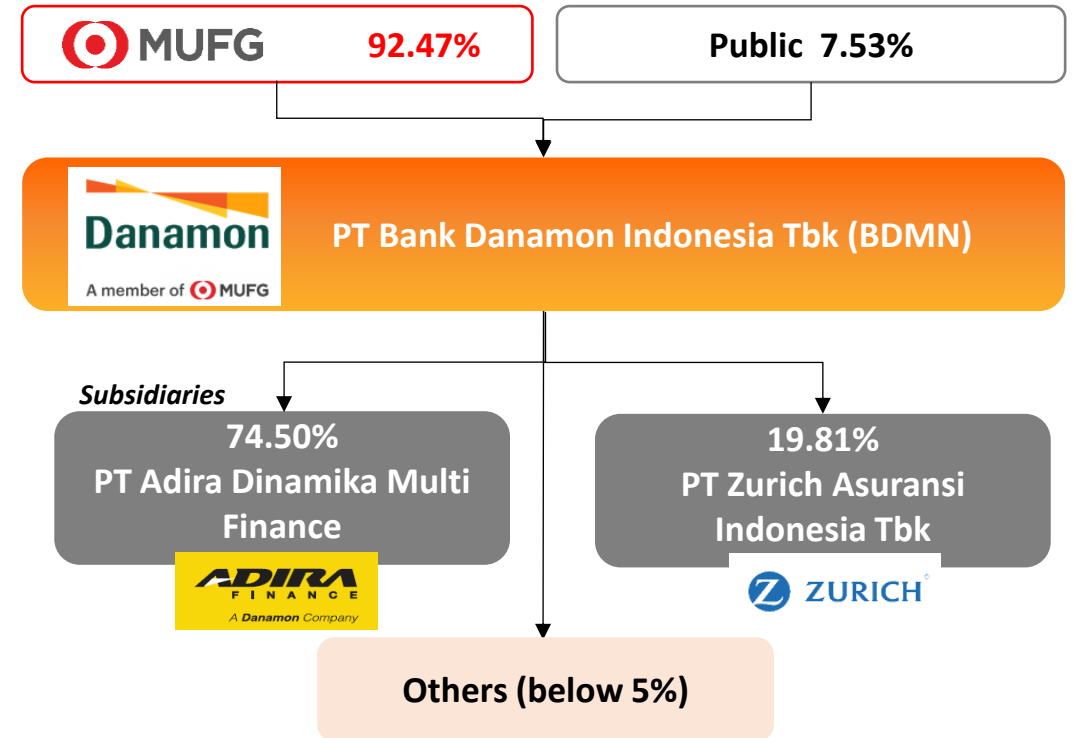 MUFG 92.47%
Public 7.53%
Danamon
A member of MUFG
PT Bank Danamon Indonesia Tbk (BDMN)
Subsidiaries
74.50%
PT Adira Dinamika Multi
Finance
ADIRA
FINANCE
A Danamon Company
19.81%
PT Zurich Asuransi
Indonesia Tbk
Z ZURICH
Others (below 5%)